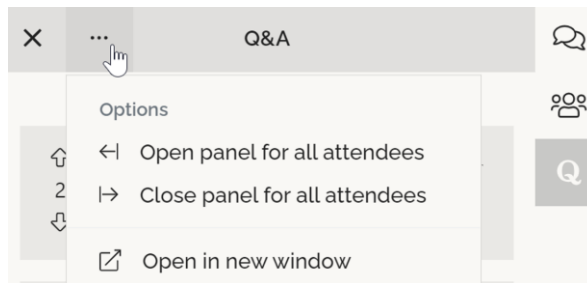 Q&A
Options
Open panel for all attendees
2
Close panel for all attendees
Open in new window
Q